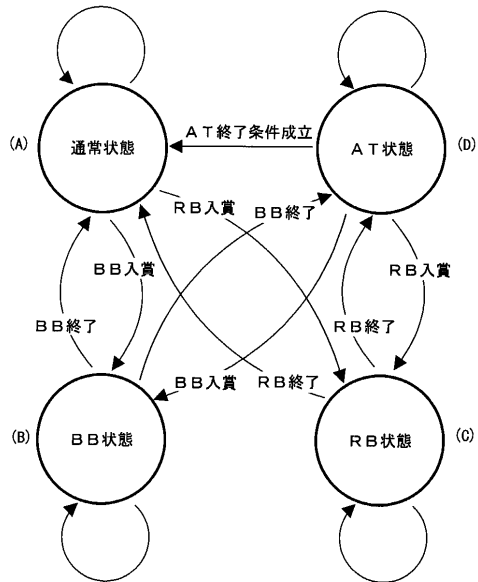 (A)
通常状態
AT終了条件成立
AT状態
(D)
RB入賞
BB終了
BB入賞
RB入賞
BB終了
RB終了
BB入賞
RB終了
(B)
BB状態
RB状態
(C)